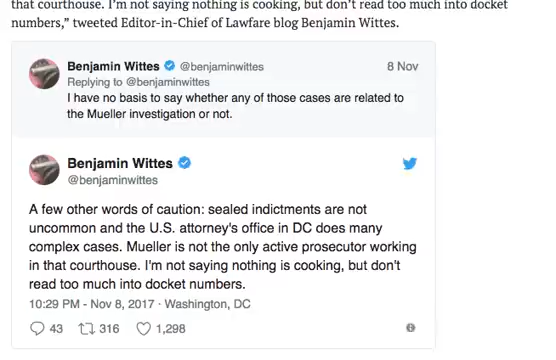 that courthouse. I'm not saying nothing is cooking, but don't read too much into docket
numbers,” tweeted Editor-in-Chief of Lawfare blog Benjamin Wittes.
Benjamin Wittes @benjaminwittes 8 Nov
Replying to @benjaminwittes
I have no basis to say whether any of those cases are related to
the Mueller investigation or not.
Benjamin Wittes
@benjaminwittes
A few other words of caution: sealed indictments are not
uncommon and the U.S. attorney's office in DC does many
complex cases. Mueller is not the only active prosecutor working
in that courthouse. I'm not saying nothing is cooking, but don't
read too much into docket numbers.
10:29 PM - Nov 8, 2017 · Washington, DC
43 316 1,298